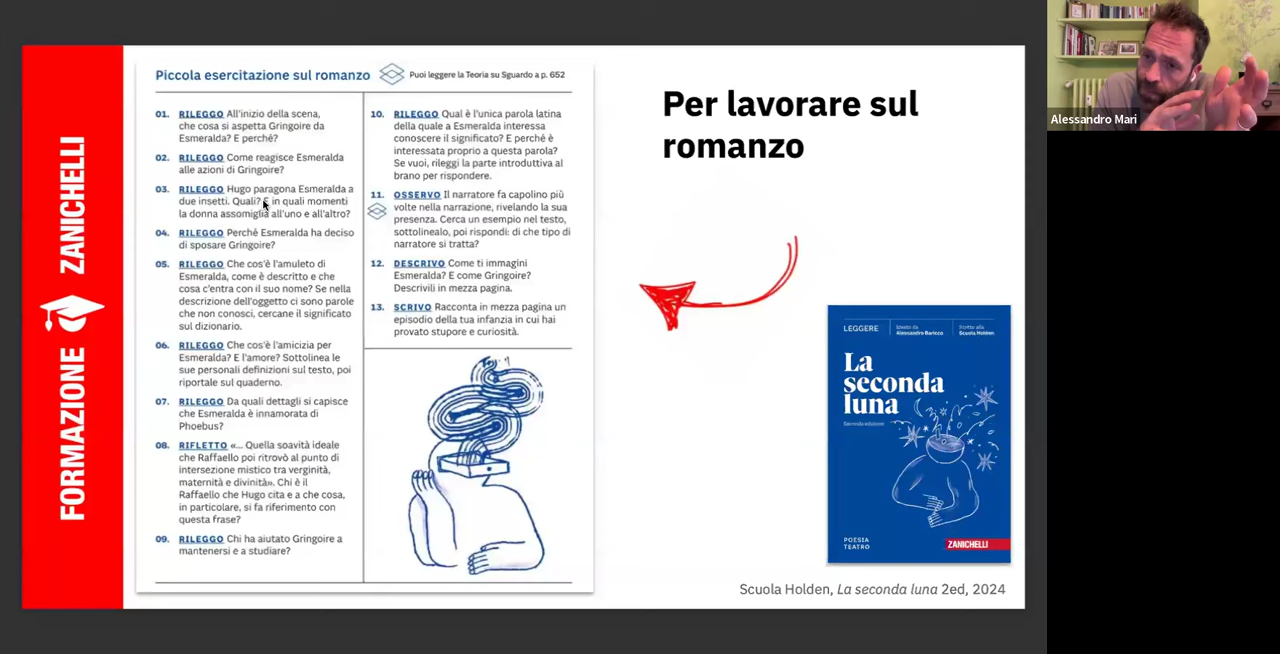 FORMAZIONE ZANICHELLI
Piccola esercitazione sul romanzo
Puoi leggere la Teoria su Sguardo a p. 652
01. RILEGGO All'inizio della scena,
che cosa si aspetta Gringoire da
Esmeralda? E perché?
02. RILEGGO Come reagisce Esmeralda
alle azioni di Gringoire?
03. RILEGGO Hugo paragona Esmeralda a
due insetti. Quali? E in quali momenti
la donna assomiglia all'uno e all'altro?
04. RILEGGO Perché Esmeralda ha deciso
di sposare Gringoire?
05. RILEGGO Che cos'è l'amuleto di
Esmeralda, come è descritto e che
cosa c'entra con il suo nome? Se nella
descrizione dell'oggetto ci sono parole
che non conosci, cercane il significato
sul dizionario.
06. RILEGGO Che cos'è l'amicizia per
Esmeralda? E l'amore? Sottolinea le
sue personali definizioni sul testo, poi
riportale sul quaderno.
07. RILEGGO Da quali dettagli si capisce
che Esmeralda è innamorata di
Phoebus?
08. RIFLETTO «... Quella soavità ideale
che Raffaello poi ritrovò al punto di
intersezione mistico tra verginità,
maternità e divinità». Chi è il
Raffaello che Hugo cita e a che cosa,
in particolare, si fa riferimento con
questa frase?
09. RILEGGO Chi ha aiutato Gringoire a
mantenersi e a studiare?
10. RILEGGO Qual è l'unica parola latina
della quale a Esmeralda interessa
conoscere il significato? E perché è
interessata proprio a questa parola?
Se vuoi, rileggi la parte introduttiva al
brano per rispondere.
11. OSSERVO Il narratore fa capolino più
volte nella narrazione, rivelando la sua
presenza. Cerca un esempio nel testo,
sottolinealo, poi rispondi: di che tipo di
narratore si tratta?
12. DESCRIVO Come ti immagini
Esmeralda? E come Gringoire?
Descrivili in mezza pagina.
13. SCRIVO Racconta in mezza pagina un
episodio della tua infanzia in cui hai
provato stupore e curiosità.
Per lavorare sul
romanzo
LEGGERE
Ideato da
Alessandro Baricco
Scritto alla
Scuola Holden
La
seconda
luna
Seconda edizione
POESIA
TEATRO
ZANICHELLI
Scuola Holden, La seconda luna 2ed, 2024
Alessandro Mari